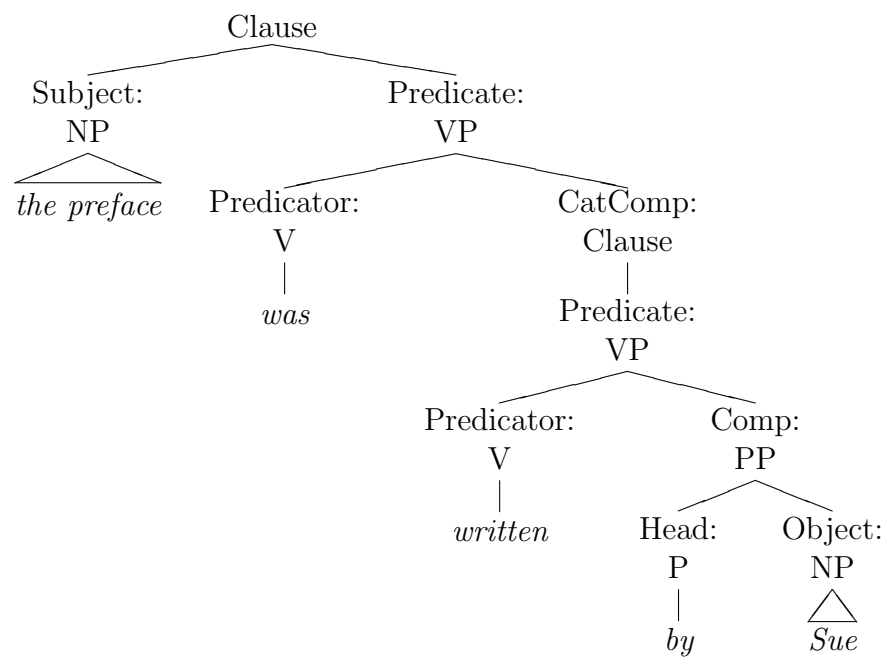 Clause
Subject: Predicate:
NP VP
the preface Predicator: CatComp:
V Clause
was Predicate:
VP
Predicator: Comp:
V PP
written Head: Object:
P NP
by Sue